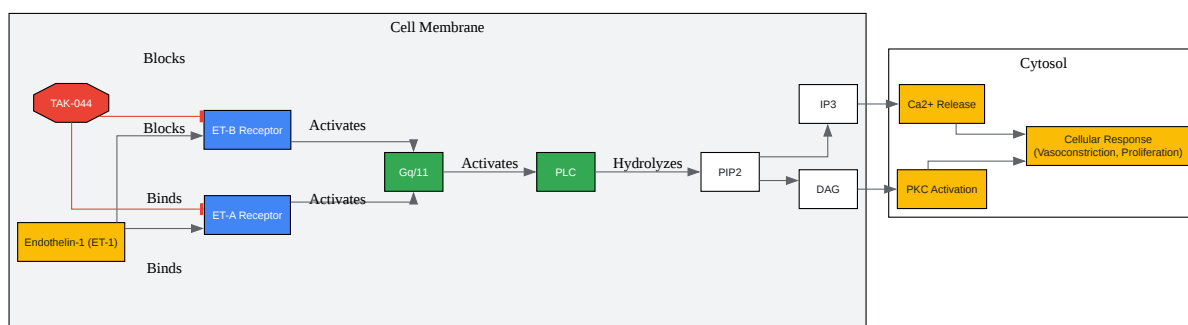 Cell Membrane
Blocks
Cytosol
TAK-044
IP3
Ca2+ Release
Blocks
ET-B Receptor
Activates
Cellular Response
(Vasoconstriction, Proliferation)
Gq/11
Activates
PLC
Hydrolyzes
PIP2
DAG
PKC Activation
Binds
ET-A Receptor
Activates
Endothelin-1 (ET-1)
Binds